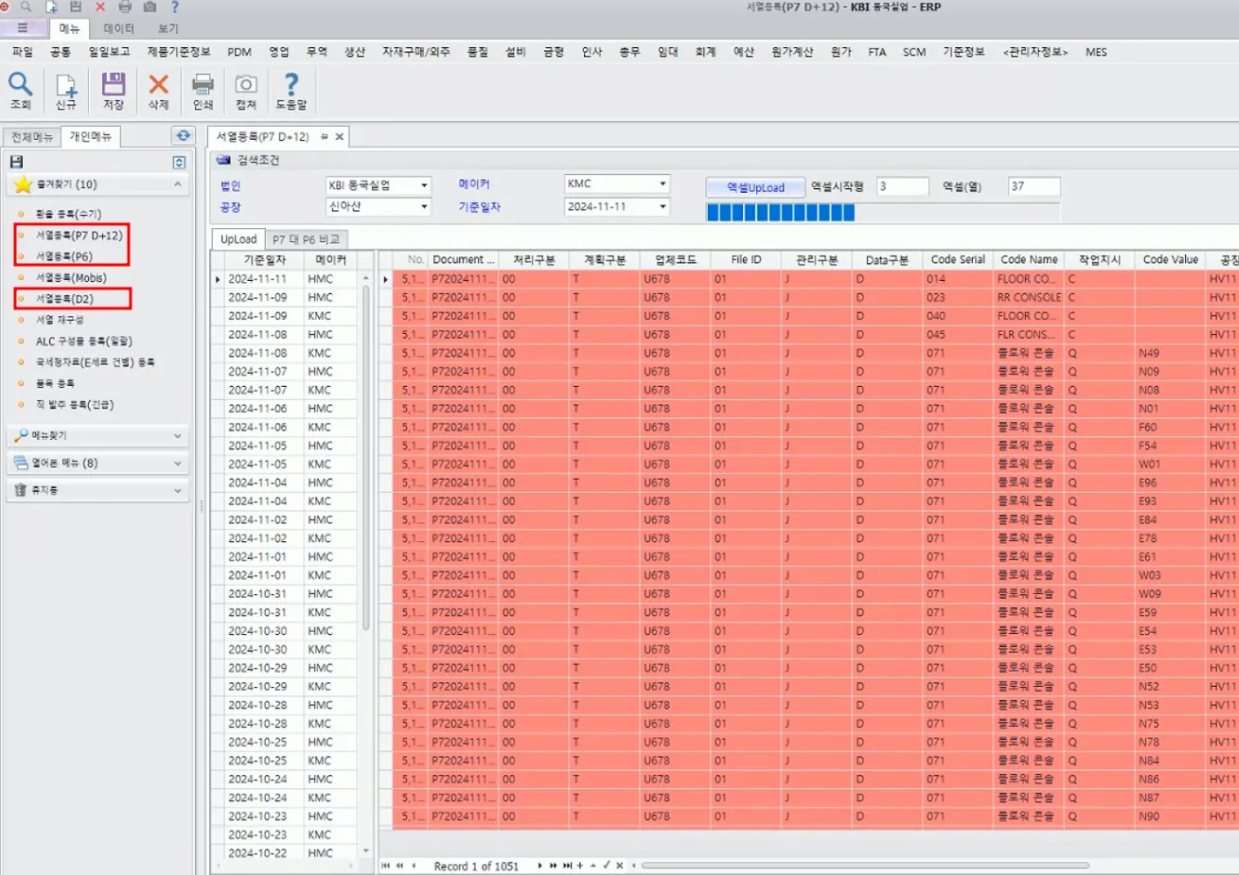 서열등록(P7 D+12) - KBI 동국실업 - ERP
메뉴 데이터 보기
파일 공통 일일보고 제품기준정보 PDM 영업 무역 생산 자재구매/외주 품질 설비 금형 인사 총무 임대 회계 예산 원가계산 원가 FTA SCM 기준정보 <관리자정보> MES
조회 신규 저장 삭제 인쇄 캡쳐 도움말
전체메뉴 개인메뉴
서열등록(P7 D+12)
즐겨찾기 (10)
환율 등록(수기)
서열등록(P7 D+12)
서열등록(P6)
서열등록(Mobis)
서열등록(D2)
서열 재구성
ALC 구성품 등록(일괄)
국세청자료(E세로 건별) 등록
품목 등록
직 발주 등록(긴급)
메뉴찾기
열어본 메뉴 (8)
휴지통
검색조건
법인 KBI 동국실업 메이커 KMC 엑셀UpLoad 엑셀시작행 3 엑셀(열) 37
공장 신아산 기준일자 2024-11-11
UpLoad P7 대 P6 비교
기준일자 메이커
2024-11-11 HMC
2024-11-09 HMC
2024-11-09 KMC
2024-11-08 HMC
2024-11-08 KMC
2024-11-07 HMC
2024-11-07 KMC
2024-11-06 HMC
2024-11-06 KMC
2024-11-05 HMC
2024-11-05 KMC
2024-11-04 HMC
2024-11-04 KMC
2024-11-02 HMC
2024-11-02 KMC
2024-11-01 HMC
2024-11-01 KMC
2024-10-31 HMC
2024-10-31 KMC
2024-10-30 HMC
2024-10-30 KMC
2024-10-29 HMC
2024-10-29 KMC
2024-10-28 HMC
2024-10-28 KMC
2024-10-25 HMC
2024-10-25 KMC
2024-10-24 HMC
2024-10-24 KMC
2024-10-23 HMC
2024-10-23 KMC
2024-10-22 HMC
No. Document ... 처리구분 계획구분 업체코드 File ID 관리구분 Data구분 Code Serial Code Name 작업지시 Code Value 공장
5,1... P72024111... 00 T U678 01 J D 014 FLOOR CO... C HV11
5,1... P72024111... 00 T U678 01 J D 023 RR CONSOLE C HV11
5,1... P72024111... 00 T U678 01 J D 040 FLOOR CO... C HV11
5,1... P72024111... 00 T U678 01 J D 045 FLR CONS... C HV11
5,1... P72024111... 00 T U678 01 J D 071 플로워 콘솔 Q N49 HV11
5,1... P72024111... 00 T U678 01 J D 071 플로워 콘솔 Q N09 HV11
5,1... P72024111... 00 T U678 01 J D 071 플로워 콘솔 Q N08 HV11
5,1... P72024111... 00 T U678 01 J D 071 플로워 콘솔 Q N01 HV11
5,1... P72024111... 00 T U678 01 J D 071 플로워 콘솔 Q F60 HV11
5,1... P72024111... 00 T U678 01 J D 071 플로워 콘솔 Q F54 HV11
5,1... P72024111... 00 T U678 01 J D 071 플로워 콘솔 Q W01 HV11
5,1... P72024111... 00 T U678 01 J D 071 플로워 콘솔 Q E96 HV11
5,1... P72024111... 00 T U678 01 J D 071 플로워 콘솔 Q E93 HV11
5,1... P72024111... 00 T U678 01 J D 071 플로워 콘솔 Q E84 HV11
5,1... P72024111... 00 T U678 01 J D 071 플로워 콘솔 Q E78 HV11
5,1... P72024111... 00 T U678 01 J D 071 플로워 콘솔 Q E61 HV11
5,1... P72024111... 00 T U678 01 J D 071 플로워 콘솔 Q W03 HV11
5,1... P72024111... 00 T U678 01 J D 071 플로워 콘솔 Q W09 HV11
5,1... P72024111... 00 T U678 01 J D 071 플로워 콘솔 Q E59 HV11
5,1... P72024111... 00 T U678 01 J D 071 플로워 콘솔 Q E54 HV11
5,1... P72024111... 00 T U678 01 J D 071 플로워 콘솔 Q E53 HV11
5,1... P72024111... 00 T U678 01 J D 071 플로워 콘솔 Q E50 HV11
5,1... P72024111... 00 T U678 01 J D 071 플로워 콘솔 Q N52 HV11
5,1... P72024111... 00 T U678 01 J D 071 플로워 콘솔 Q N53 HV11
5,1... P72024111... 00 T U678 01 J D 071 플로워 콘솔 Q N75 HV11
5,1... P72024111... 00 T U678 01 J D 071 플로워 콘솔 Q N78 HV11
5,1... P72024111... 00 T U678 01 J D 071 플로워 콘솔 Q N84 HV11
5,1... P72024111... 00 T U678 01 J D 071 플로워 콘솔 Q N86 HV11
5,1... P72024111... 00 T U678 01 J D 071 플로워 콘솔 Q N87 HV11
5,1... P72024111... 00 T U678 01 J D 071 플로워 콘솔 Q N90 HV11
Record 1 of 1051